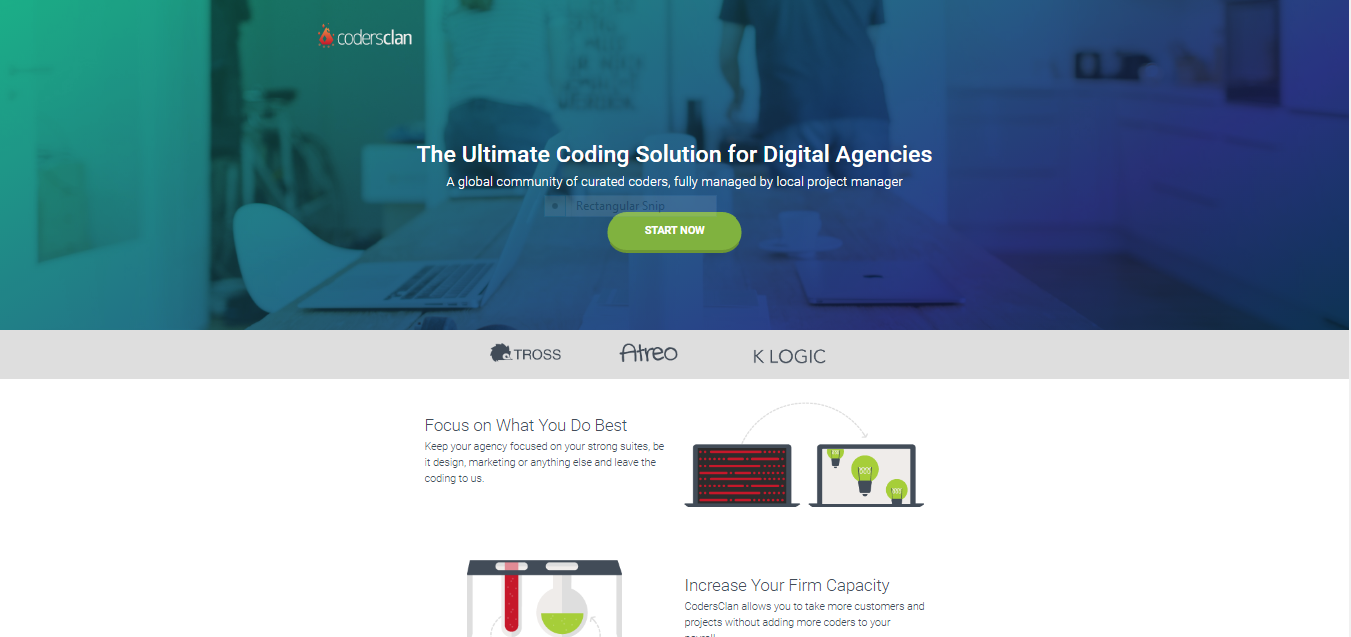 codersclan
The Ultimate Coding Solution for Digital Agencies
A global community of curated coders, fully managed by local project manager
Rectangular Snip
START NOW
TROSS
Atreo
K LOGIC
Focus on What You Do Best
Keep your agency focused on your strong suites, be
it design, marketing or anything else and leave the
coding to us.
Increase Your Firm Capacity
CodersClan allows you to take more customers and
projects without adding more coders to your
payroll